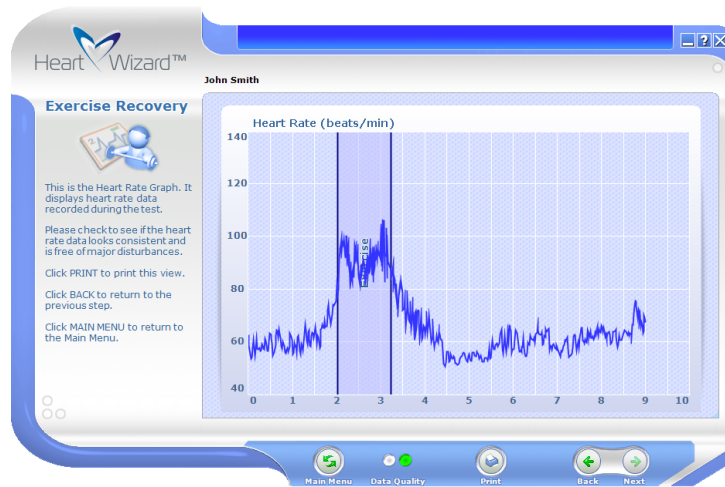 Heart Wizard™
John Smith
Exercise Recovery
This is the Heart Rate Graph. It
displays heart rate data
recorded during the test.
Please check to see if the heart
rate data looks consistent and
is free of major disturbances.
Click PRINT to print this view.
Click BACK to return to the
previous step.
Click MAIN MENU to return to
the Main Menu.
Heart Rate (beats/min)
140
120
100
80
60
40
Exercise
0 1 2 3 4 5 6 7 8 9 10
Main Menu Data Quality Print Back Next